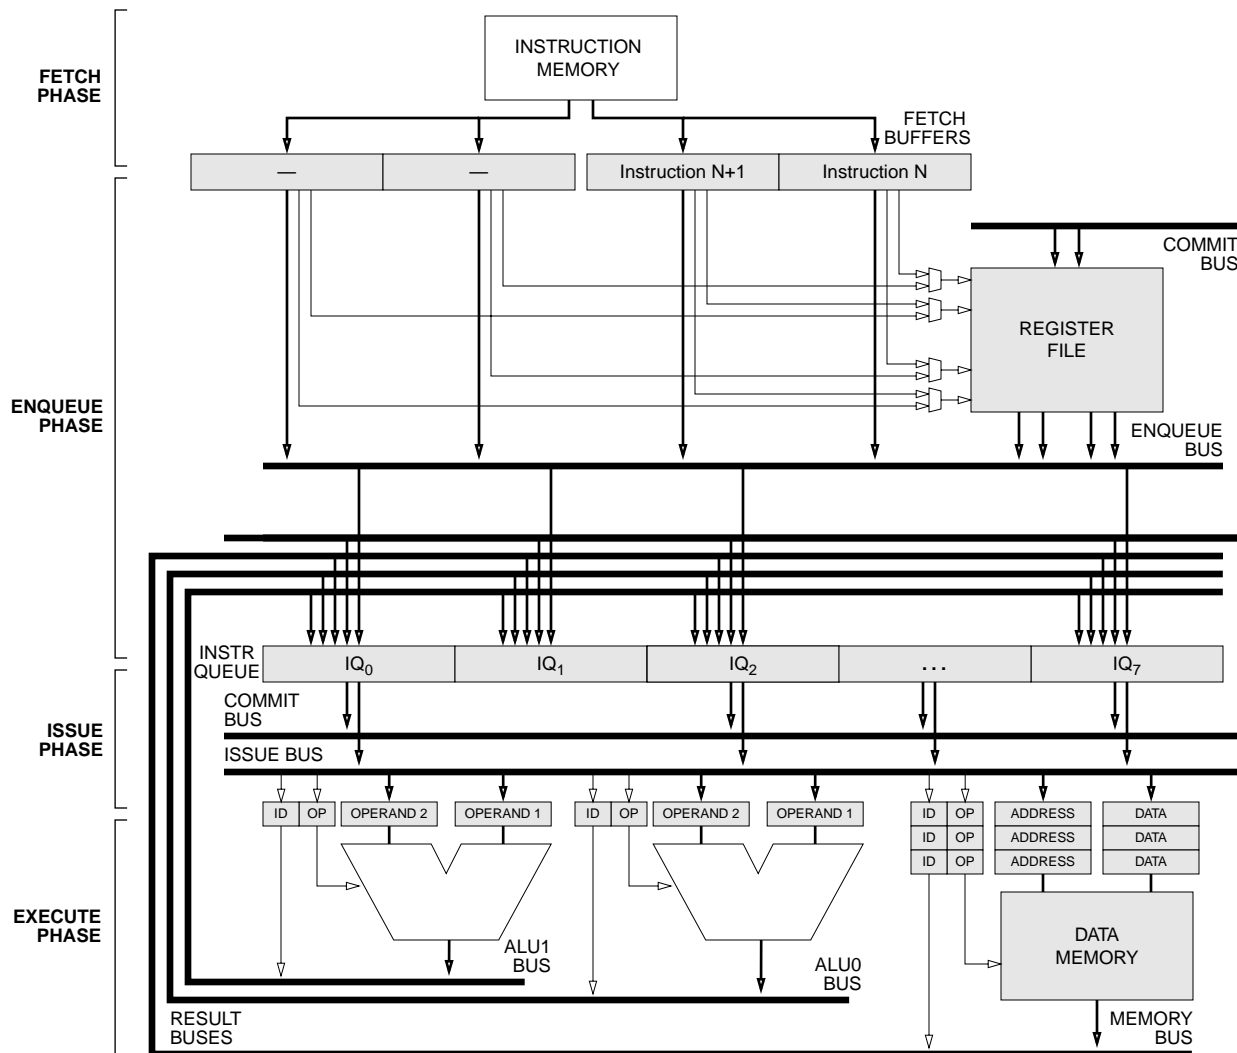 INSTRUCTION
MEMORY
FETCH
PHASE
FETCH
BUFFERS
—
—
Instruction N+1
Instruction N
COMMIT
BUS
REGISTER
FILE
ENQUEUE
PHASE
ENQUEUE
BUS
INSTR
QUEUE
IQ0
IQ1
IQ2
...
IQ7
COMMIT
BUS
ISSUE
PHASE
ISSUE BUS
ID
OP
OPERAND 2
OPERAND 1
ID
OP
OPERAND 2
OPERAND 1
ID
OP
ADDRESS
DATA
ID
OP
ADDRESS
DATA
ID
OP
ADDRESS
DATA
EXECUTE
PHASE
ALU1
BUS
ALU0
BUS
DATA
MEMORY
RESULT
BUSES
MEMORY
BUS